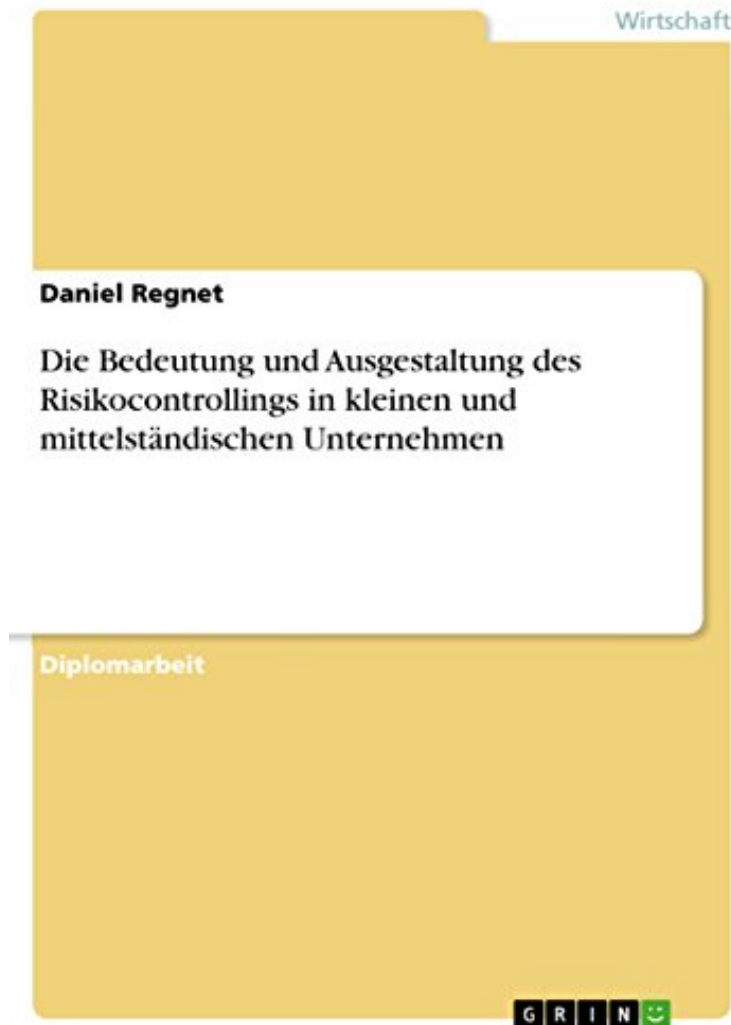 Wirtschaft
Daniel Regnet
Die Bedeutung und Ausgestaltung des
Risikocontrollings in kleinen und
mittelständischen Unternehmen
Diplomarbeit
GRIN